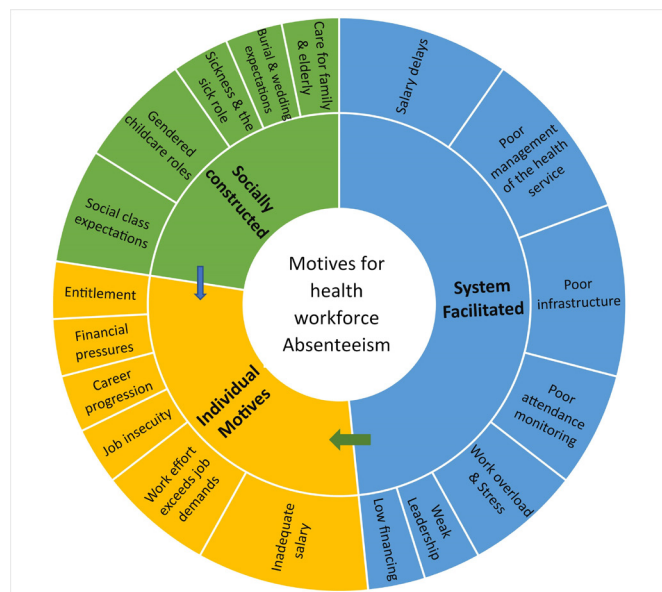 Motives for
health
workforce
Absenteeism
System
Facilitated
Salary delays
Poor
management
of the health
service
Poor
infrastructure
Poor
attendance
monitoring
Work overload
& Stress
Weak
Leadership
Low financing
Individual
Motives
Inadequate
salary
Work effort
exceeds job
demands
Job insecuity
Career
progression
Financial
pressures
Entitlement
Socially
constructed
Social class
expectations
Gendered
childcare roles
Sickness & the
sick role
Burial & wedding
expectations
Care for family
& elderly